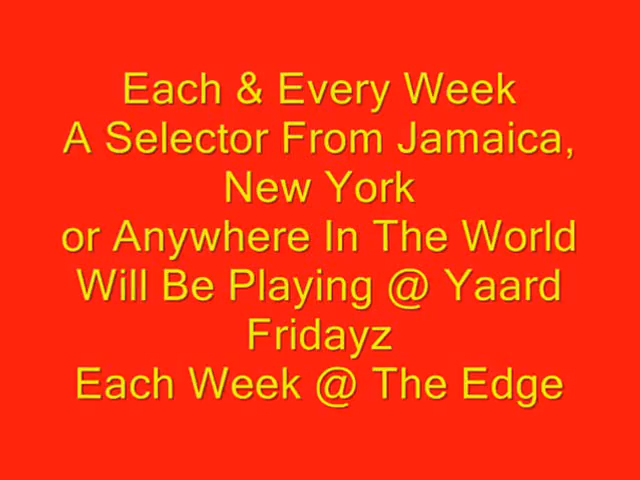 Each & Every Week
A Selector From Jamaica,
New York
or Anywhere In The World
Will Be Playing @ Yaard
Fridayz
Each Week @ The Edge